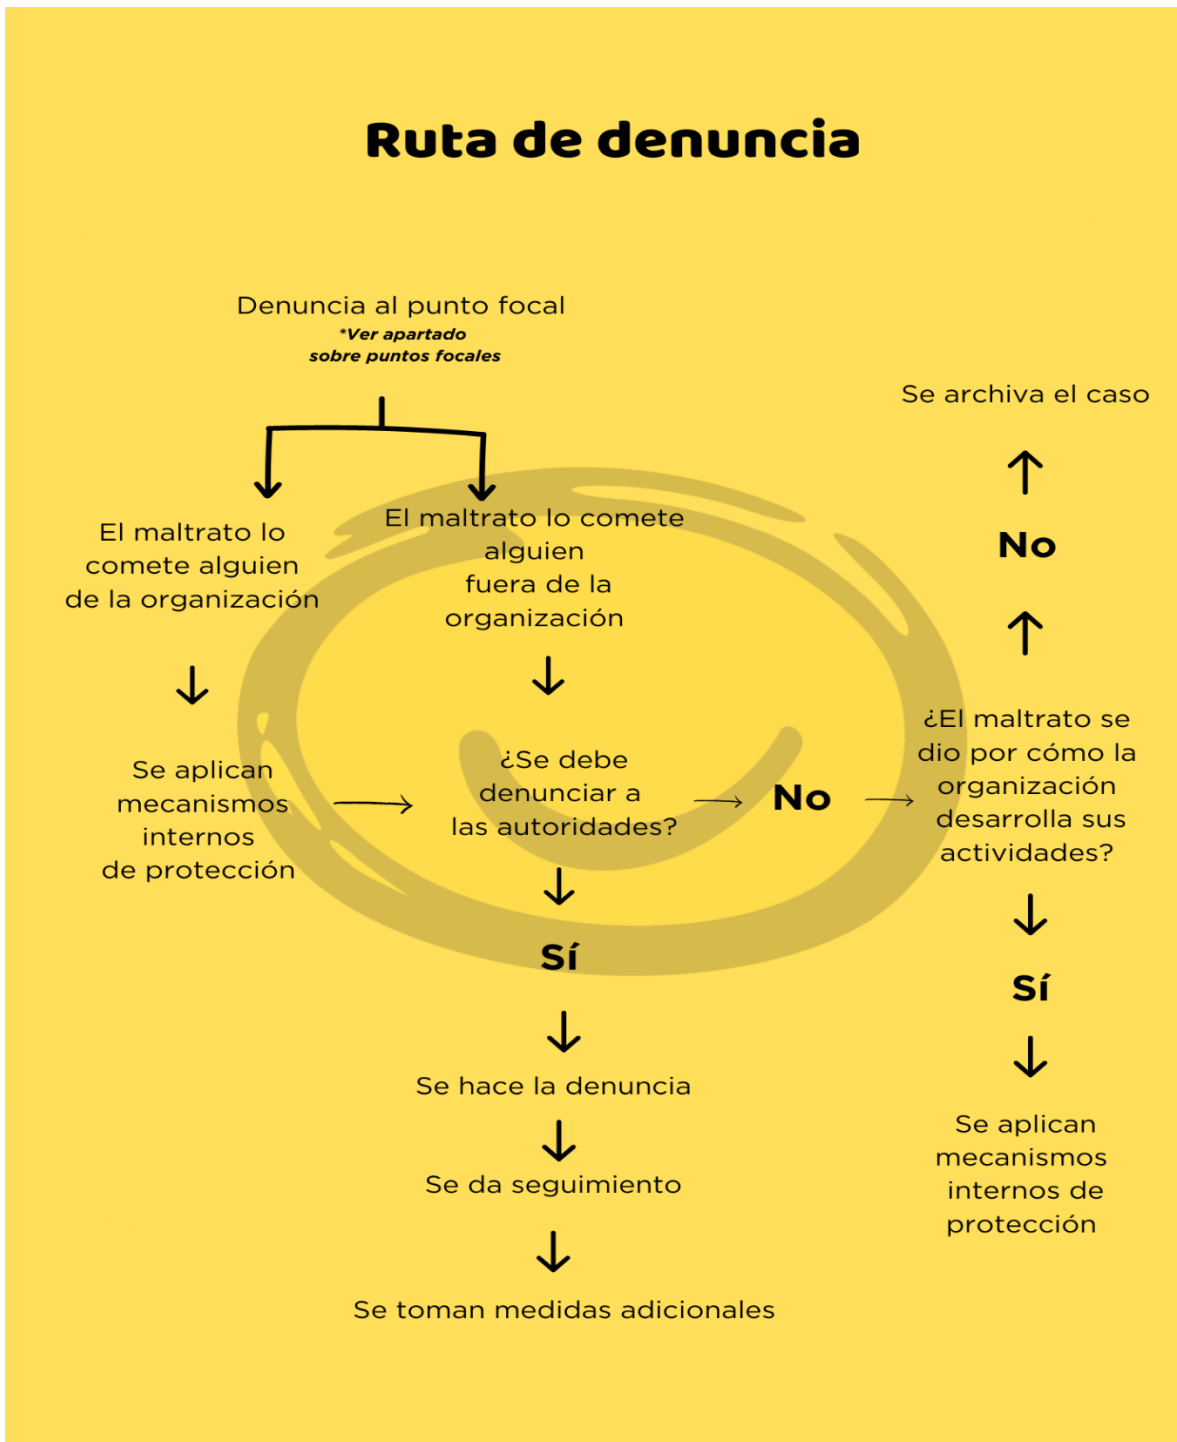 Ruta de denuncia
Denuncia al punto focal
*Ver apartado
sobre puntos focales
El maltrato lo
comete alguien
de la organización
El maltrato lo comete
alguien
fuera de la
organización
Se aplican
mecanismos
internos
de protección
¿Se debe
denunciar a
las autoridades?
No
¿El maltrato se
dio por cómo la
organización
desarrolla sus
actividades?
No
Se archiva el caso
Sí
Se aplican
mecanismos
internos de
protección
Sí
Se hace la denuncia
Se da seguimiento
Se toman medidas adicionales